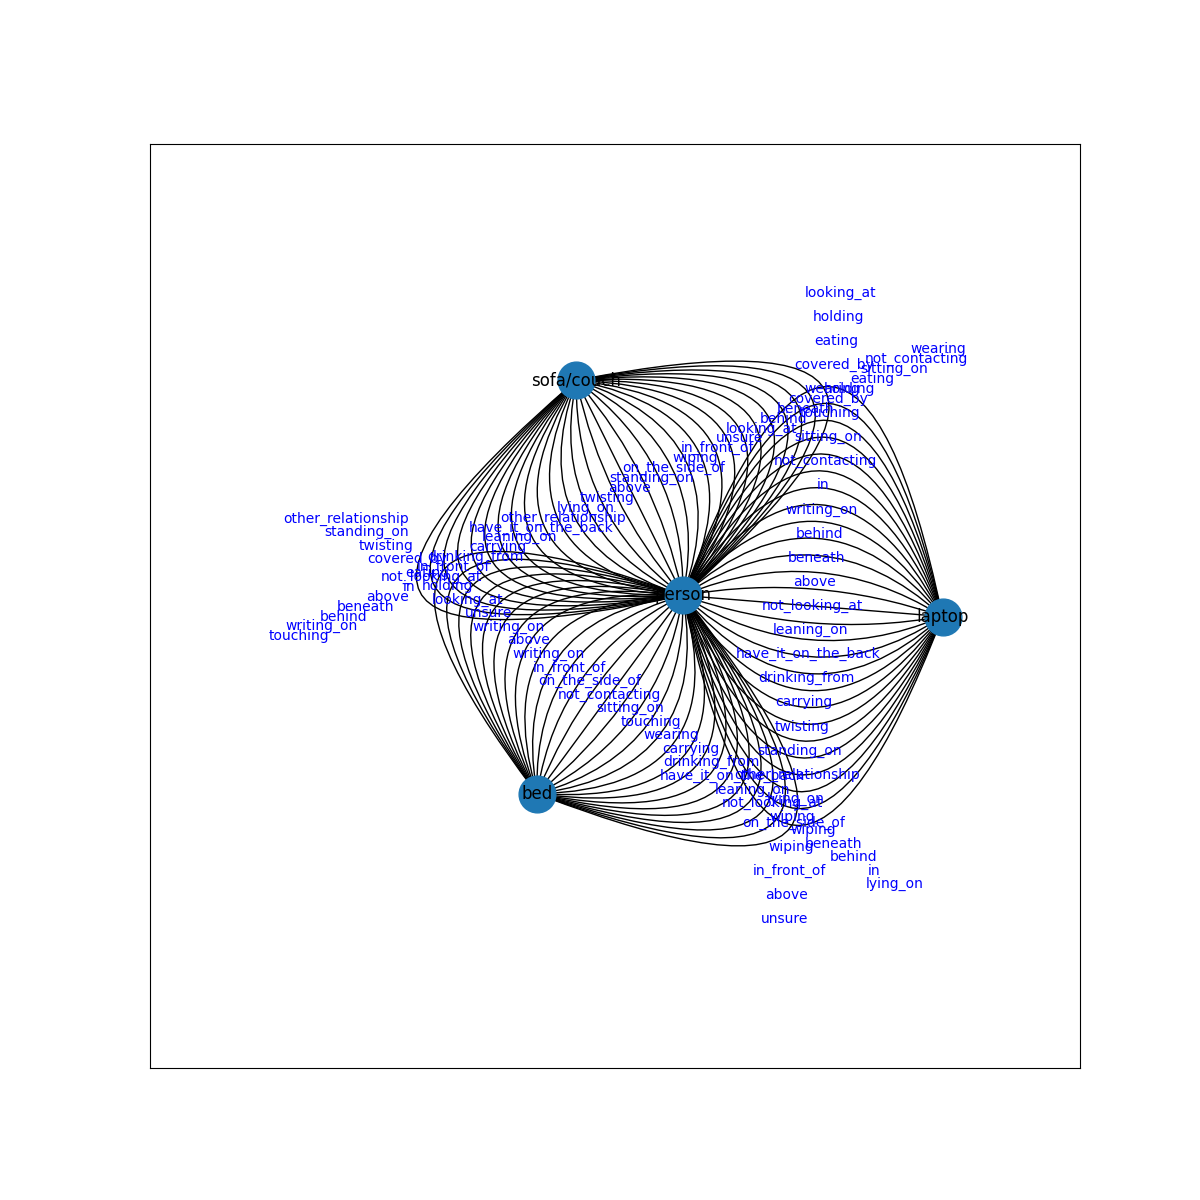 looking_at
holding
eating
wearing
not_contacting
covered_by
sitting_on
eating
sofa/couch
wearing
holding
covered_by
beneath
touching
behind
looking_at
unsure
sitting_on
in_front_of
wiping
not_contacting
on_the_side_of
standing_on
in
above
twisting
lying_on
writing_on
other_relationship
other_relationship
have_it_on_the_back
standing_on
behind
leaning_on
twisting
carrying
covered_by
drinking_from
beneath
in_front_of
eating
not_looking_at
above
in
holding
erson
above
looking_at
beneath
not_looking_at
unsure
behind
laptop
writing_on
writing_on
leaning_on
touching
above
writing_on
have_it_on_the_back
in_front_of
on_the_side_of
drinking_from
not_contacting
carrying
sitting_on
touching
twisting
wearing
carrying
standing_on
drinking_from
have_it_on_the_back
other_relationship
leaning_on
bed
lying_on
not_looking_at
wiping
on_the_side_of
wiping
beneath
wiping
behind
in_front_of
in
lying_on
above
unsure